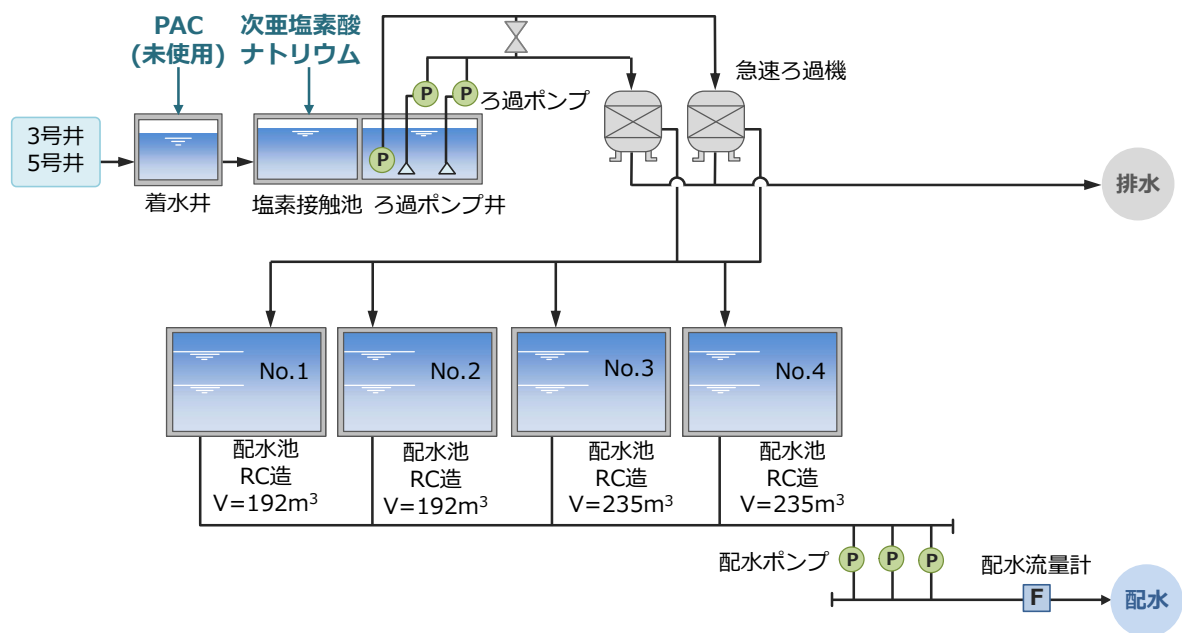 PAC
(未使用)
次亜塩素酸
ナトリウム
3号井
5号井
着水井
塩素接触池
ろ過ポンプ井
P
P
P
ろ過ポンプ
急速ろ過機
排水
No.1
No.2
No.3
No.4
配水池
RC造
V=192m³
配水池
RC造
V=192m³
配水池
RC造
V=235m³
配水池
RC造
V=235m³
配水ポンプ
P
P
P
配水流量計
F
配水